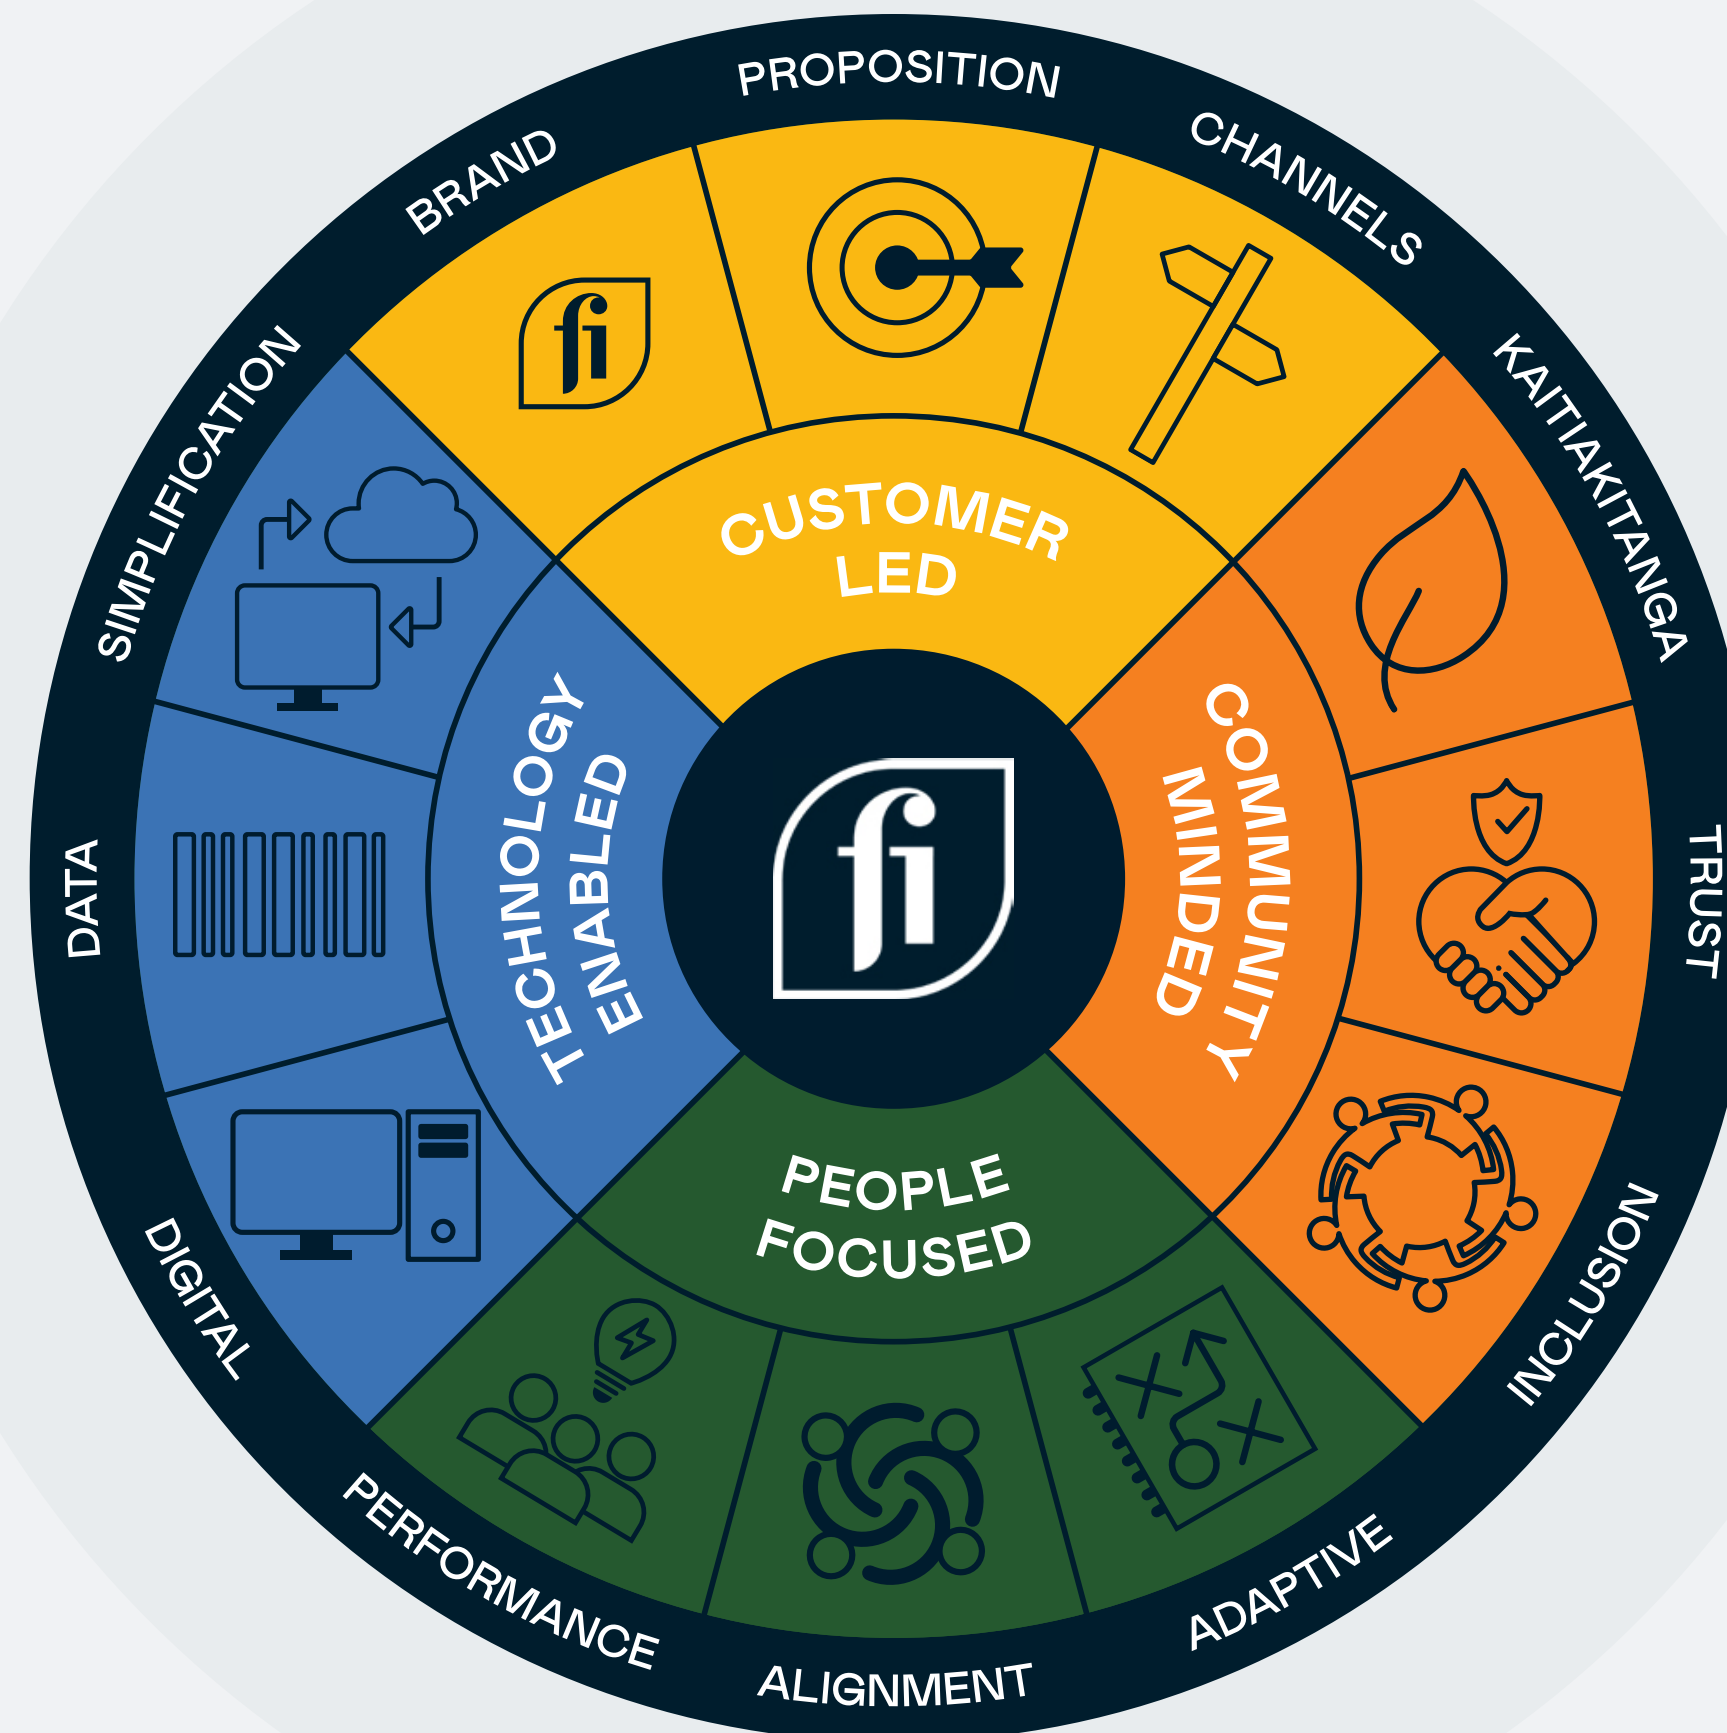 PROPOSITION
CHANNELS
KAITIAKITANGA
TRUST
INCLUSION
ADAPTIVE
ALIGNMENT
PERFORMANCE
DIGITAL
DATA
SIMPLIFICATION
BRAND
fi
CUSTOMER
LED
COMMUNITY
MINDED
PEOPLE
FOCUSED
TECHNOLOGY
ENABLED
fi